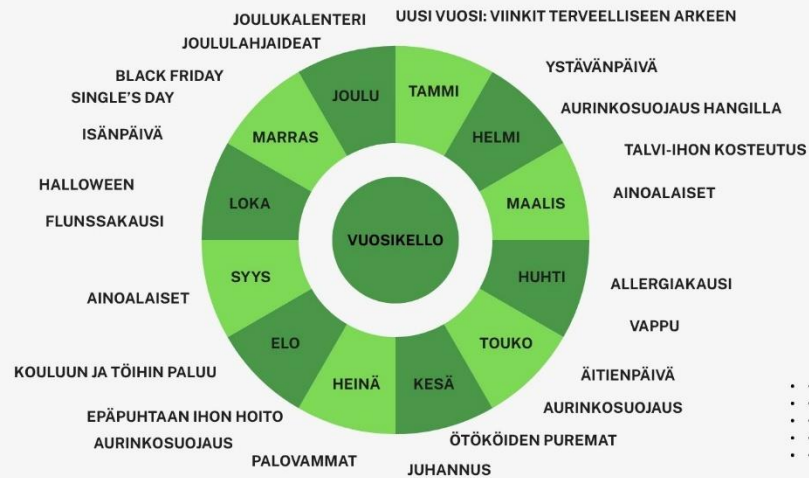 JOULUKALENTERI
UUSI VUOSI: VIINKIT TERVEELLISEEN ARKEEN
JOULULAHJAIDEAT
BLACK FRIDAY
SINGLE'S DAY
ISÄNPÄIVÄ
HALLOWEEN
FLUNSSAKAUSI
AINOALAISET
KOULUUN JA TÖIHIN PALUU
EPÄPUHTAAN IHON HOITO
AURINKOSUOJAUS
PALOVAMMAT
JUHANNUS
ÖTÖKÖIDEN PUREMAT
AURINKOSUOJAUS
ÄITIENPÄIVÄ
VAPPU
ALLERGIAKAUSI
AINOALAISET
TALVI-IHON KOSTEUTUS
AURINKOSUOJAUS HANGILLA
YSTÄVÄNPÄIVÄ
TAMMI
HELMI
MAALIS
HUHTI
TOUKO
KESÄ
HEINÄ
ELO
SYYS
LOKA
MARRAS
JOULU
VUOSIKELLO